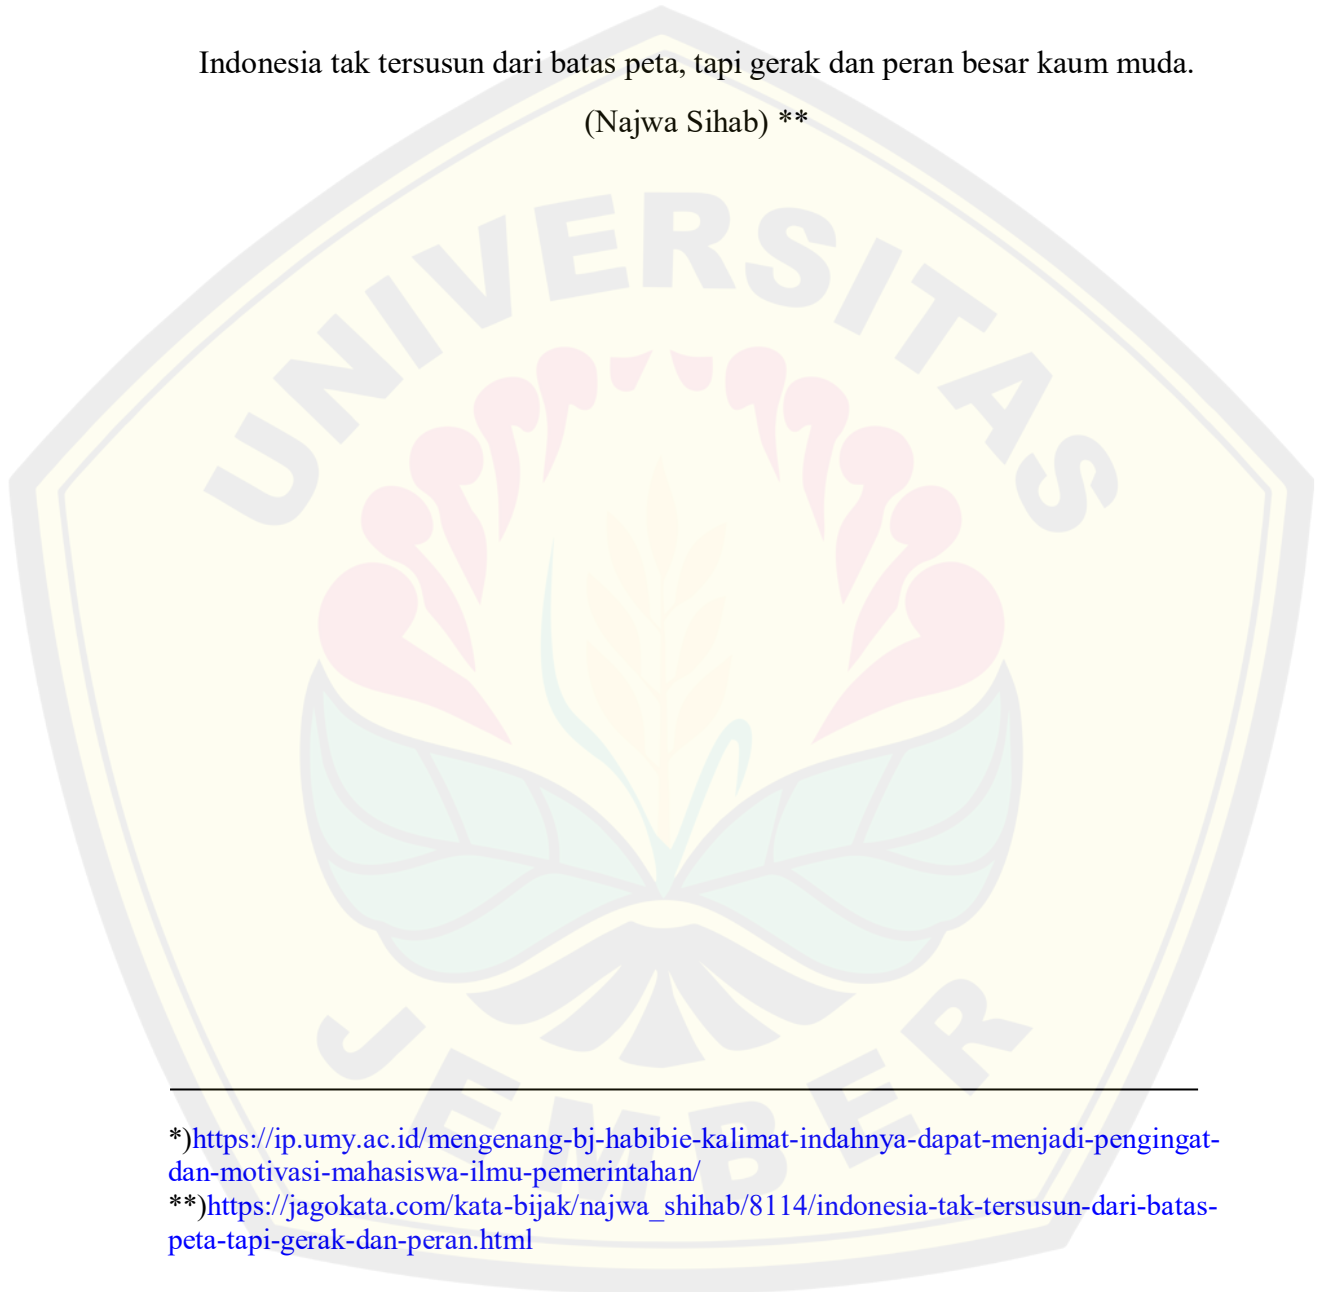 Indonesia tak tersusun dari batas peta, tapi gerak dan peran besar kaum muda.
(Najwa Sihab) **
UNIVERSITAS
JEMBER
*)https://ip.umy.ac.id/mengenang-bj-habibie-kalimat-indahnya-dapat-menjadi-pengingat-
dan-motivasi-mahasiswa-ilmu-pemerintahan/
**)https://jagokata.com/kata-bijak/najwa_shihab/8114/indonesia-tak-tersusun-dari-batas-
peta-tapi-gerak-dan-peran.html